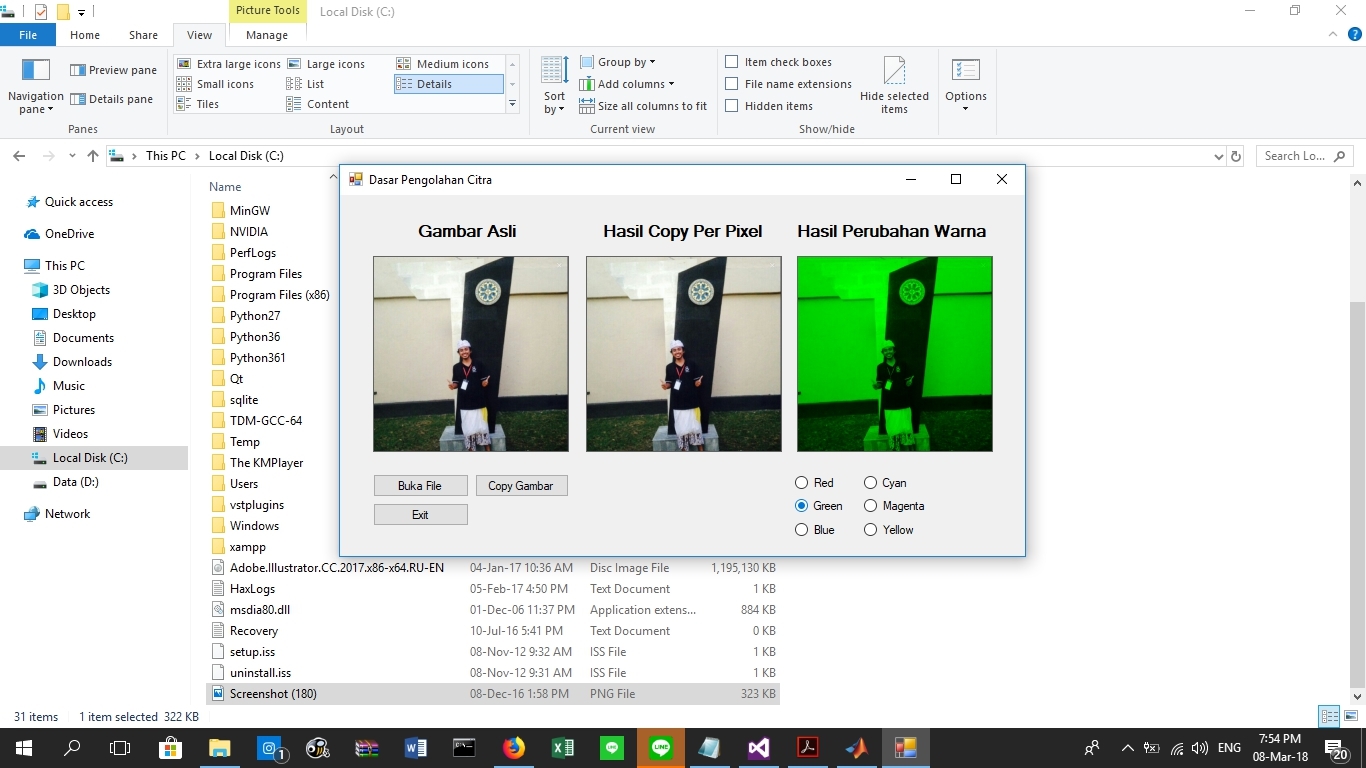 Picture Tools
Local Disk (C:)
File Home Share View Manage
Navigation pane
Preview pane
Details pane
Panes
Extra large icons Large icons Medium icons
Small icons List Details
Tiles Content
Layout
Sort by
Group by
Add columns
Size all columns to fit
Current view
Item check boxes
File name extensions
Hidden items
Hide selected items
Show/hide
Options
This PC Local Disk (C:)
Search Lo...
Quick access
OneDrive
This PC
3D Objects
Desktop
Documents
Downloads
Music
Pictures
Videos
Local Disk (C:)
Data (D:)
Network
Name
MinGW
NVIDIA
PerfLogs
Program Files
Program Files (x86)
Python27
Python36
Python361
Qt
sqlite
TDM-GCC-64
Temp
The KMPlayer
Users
vstplugins
Windows
xampp
Adobe.Illustrator.CC.2017.x86-x64.RU-EN 04-Jan-17 10:36 AM Disc Image File 1,195,130 KB
HaxLogs 05-Feb-17 4:50 PM Text Document 1 KB
msdia80.dll 01-Dec-06 11:37 PM Application extens... 884 KB
Recovery 10-Jul-16 5:41 PM Text Document 0 KB
setup.iss 08-Nov-12 9:32 AM ISS File 1 KB
uninstall.iss 08-Nov-12 9:31 AM ISS File 1 KB
Screenshot (180) 08-Dec-16 1:58 PM PNG File 323 KB
Dasar Pengolahan Citra
Gambar Asli Hasil Copy Per Pixel Hasil Perubahan Warna
Buka File Copy Gambar
Exit
Red Cyan
Green Magenta
Blue Yellow
31 items 1 item selected 322 KB
1
LINE
LINE
ENG
7:54 PM
08-Mar-18
20